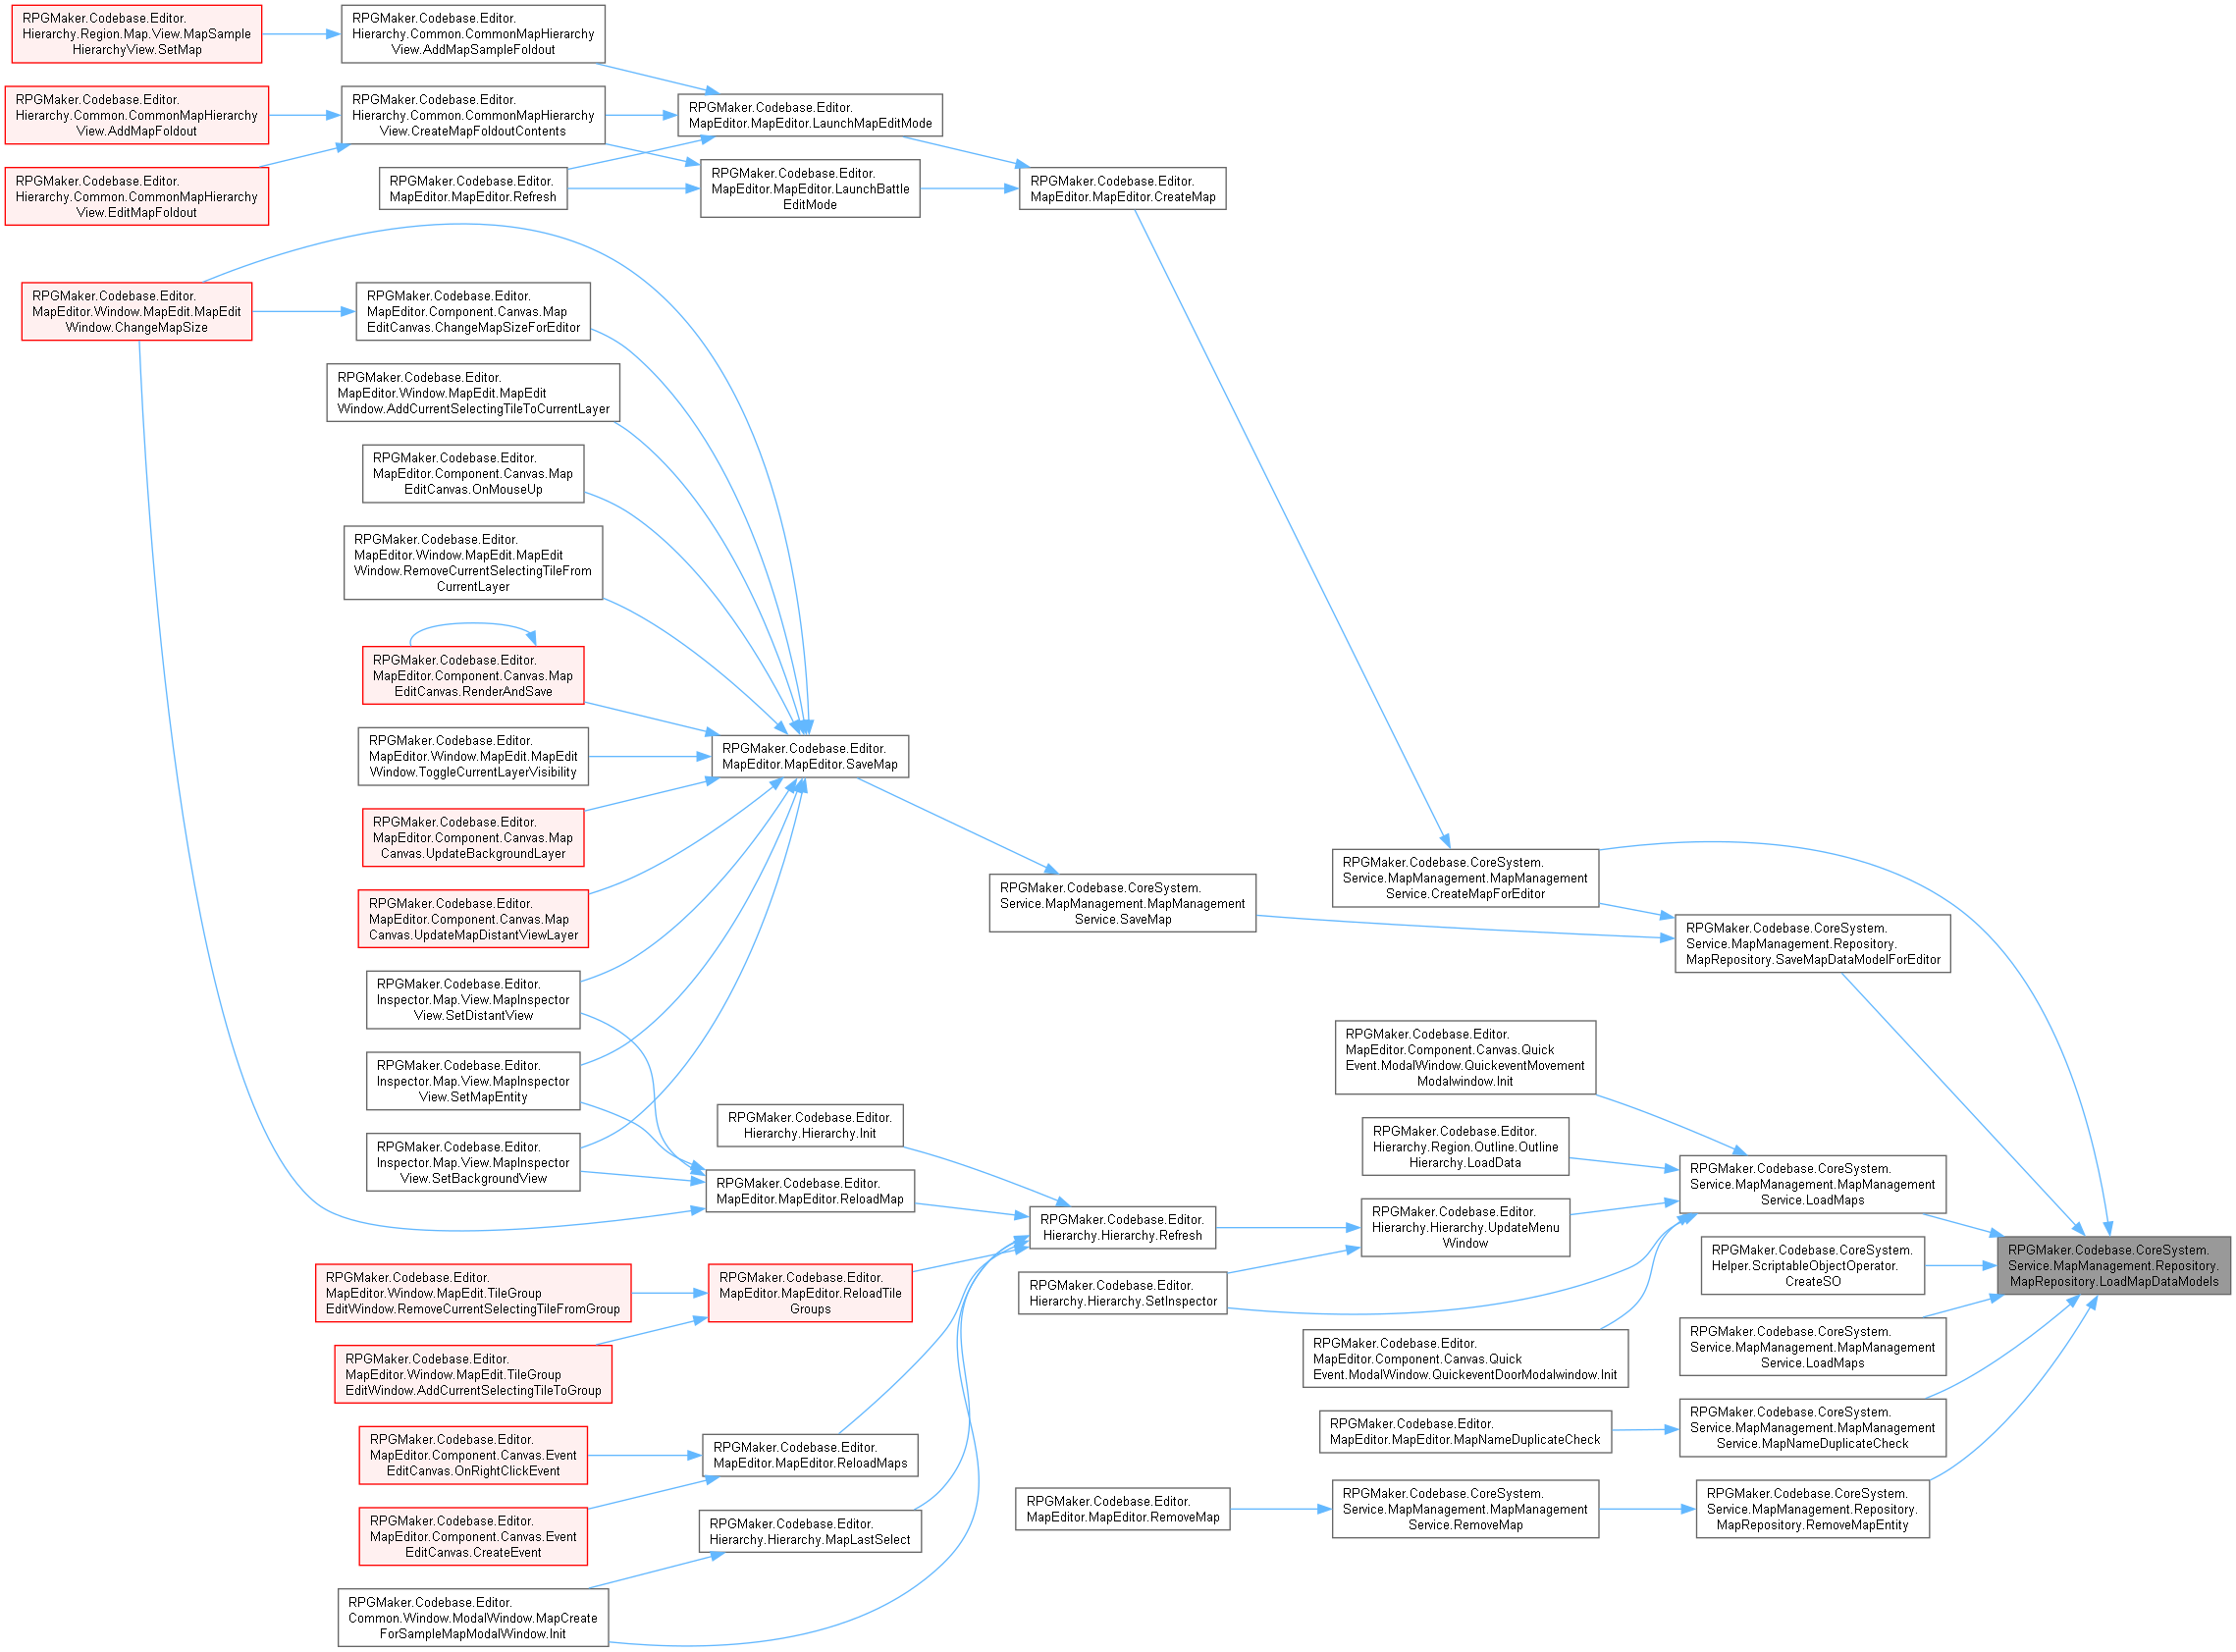 RPGMaker.Codebase.Editor.
Hierarchy.Region.Map.View.MapSample
HierarchyView.SetMap
RPGMaker.Codebase.Editor.
Hierarchy.Common.CommonMapHierarchy
View.AddMapSampleFoldout
RPGMaker.Codebase.Editor.
Hierarchy.Common.CommonMapHierarchy
View.AddMapFoldout
RPGMaker.Codebase.Editor.
Hierarchy.Common.CommonMapHierarchy
View.CreateMapFoldoutContents
RPGMaker.Codebase.Editor.
MapEditor.MapEditor.LaunchMapEditMode
RPGMaker.Codebase.Editor.
Hierarchy.Common.CommonMapHierarchy
View.EditMapFoldout
RPGMaker.Codebase.Editor.
MapEditor.MapEditor.Refresh
RPGMaker.Codebase.Editor.
MapEditor.MapEditor.LaunchBattle
EditMode
RPGMaker.Codebase.Editor.
MapEditor.MapEditor.CreateMap
RPGMaker.Codebase.Editor.
MapEditor.Window.MapEdit.MapEdit
Window.ChangeMapSize
RPGMaker.Codebase.Editor.
MapEditor.Component.Canvas.Map
EditCanvas.ChangeMapSizeForEditor
RPGMaker.Codebase.Editor.
MapEditor.Window.MapEdit.MapEdit
Window.AddCurrentSelectingTileToCurrentLayer
RPGMaker.Codebase.Editor.
MapEditor.Component.Canvas.Map
EditCanvas.OnMouseUp
RPGMaker.Codebase.Editor.
MapEditor.Window.MapEdit.MapEdit
Window.RemoveCurrentSelectingTileFrom
CurrentLayer
RPGMaker.Codebase.Editor.
MapEditor.Component.Canvas.Map
EditCanvas.RenderAndSave
RPGMaker.Codebase.Editor.
MapEditor.Window.MapEdit.MapEdit
Window.ToggleCurrentLayerVisibility
RPGMaker.Codebase.Editor.
MapEditor.MapEditor.SaveMap
RPGMaker.Codebase.Editor.
MapEditor.Component.Canvas.Map
Canvas.UpdateBackgroundLayer
RPGMaker.Codebase.Editor.
MapEditor.Component.Canvas.Map
Canvas.UpdateMapDistantViewLayer
RPGMaker.Codebase.CoreSystem.
Service.MapManagement.MapManagement
Service.SaveMap
RPGMaker.Codebase.CoreSystem.
Service.MapManagement.MapManagement
Service.CreateMapForEditor
RPGMaker.Codebase.CoreSystem.
Service.MapManagement.Repository.
MapRepository.SaveMapDataModelForEditor
RPGMaker.Codebase.Editor.
Inspector.Map.View.MapInspector
View.SetDistantView
RPGMaker.Codebase.Editor.
Inspector.Map.View.MapInspector
View.SetMapEntity
RPGMaker.Codebase.Editor.
Inspector.Map.View.MapInspector
View.SetBackgroundView
RPGMaker.Codebase.Editor.
Hierarchy.Hierarchy.Init
RPGMaker.Codebase.Editor.
MapEditor.MapEditor.ReloadMap
RPGMaker.Codebase.Editor.
Hierarchy.Hierarchy.Refresh
RPGMaker.Codebase.Editor.
MapEditor.Component.Canvas.Quick
Event.ModalWindow.QuickeventMovement
Modalwindow.Init
RPGMaker.Codebase.Editor.
Hierarchy.Region.Outline.Outline
Hierarchy.LoadData
RPGMaker.Codebase.Editor.
Hierarchy.Hierarchy.UpdateMenu
Window
RPGMaker.Codebase.CoreSystem.
Service.MapManagement.MapManagement
Service.LoadMaps
RPGMaker.Codebase.CoreSystem.
Helper.ScriptableObjectOperator.
CreateSO
RPGMaker.Codebase.CoreSystem.
Service.MapManagement.Repository.
MapRepository.LoadMapDataModels
RPGMaker.Codebase.Editor.
MapEditor.Window.MapEdit.TileGroup
EditWindow.RemoveCurrentSelectingTileFromGroup
RPGMaker.Codebase.Editor.
MapEditor.MapEditor.ReloadTile
Groups
RPGMaker.Codebase.Editor.
Hierarchy.Hierarchy.SetInspector
RPGMaker.Codebase.Editor.
MapEditor.Component.Canvas.Quick
Event.ModalWindow.QuickeventDoorModalwindow.Init
RPGMaker.Codebase.CoreSystem.
Service.MapManagement.MapManagement
Service.LoadMaps
RPGMaker.Codebase.Editor.
MapEditor.Window.MapEdit.TileGroup
EditWindow.AddCurrentSelectingTileToGroup
RPGMaker.Codebase.Editor.
MapEditor.Component.Canvas.Event
EditCanvas.OnRightClickEvent
RPGMaker.Codebase.Editor.
MapEditor.MapEditor.ReloadMaps
RPGMaker.Codebase.Editor.
MapEditor.MapEditor.MapNameDuplicateCheck
RPGMaker.Codebase.CoreSystem.
Service.MapManagement.MapManagement
Service.MapNameDuplicateCheck
RPGMaker.Codebase.Editor.
MapEditor.Component.Canvas.Event
EditCanvas.CreateEvent
RPGMaker.Codebase.Editor.
Hierarchy.Hierarchy.MapLastSelect
RPGMaker.Codebase.Editor.
MapEditor.MapEditor.RemoveMap
RPGMaker.Codebase.CoreSystem.
Service.MapManagement.MapManagement
Service.RemoveMap
RPGMaker.Codebase.CoreSystem.
Service.MapManagement.Repository.
MapRepository.RemoveMapEntity
RPGMaker.Codebase.Editor.
Common.Window.ModalWindow.MapCreate
ForSampleMapModalWindow.Init